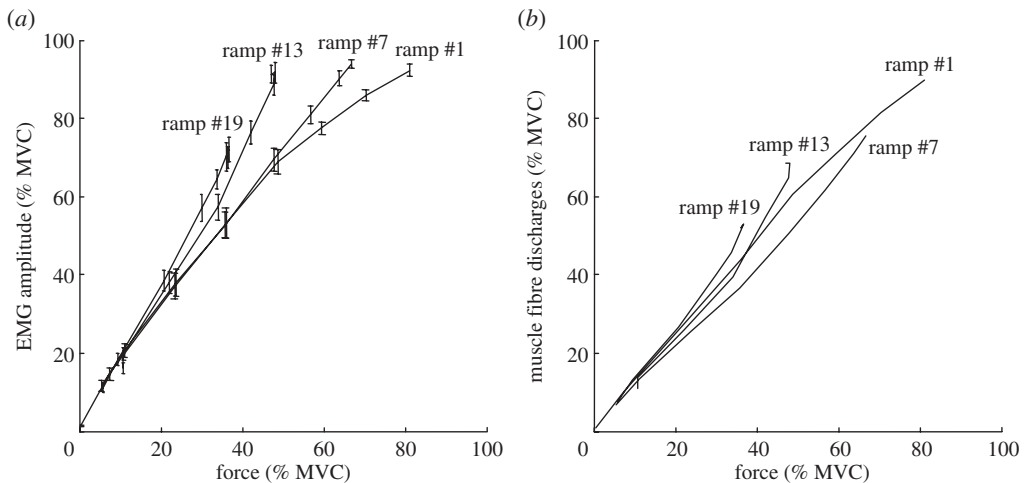 (a)
100
80
60
40
20
0
20
40
60
80
100
EMG amplitude (% MVC)
force (% MVC)
ramp #13
ramp #7
ramp #1
ramp #19
(b)
100
80
60
40
20
0
20
40
60
80
100
muscle fibre discharges (% MVC)
force (% MVC)
ramp #1
ramp #13
ramp #7
ramp #19